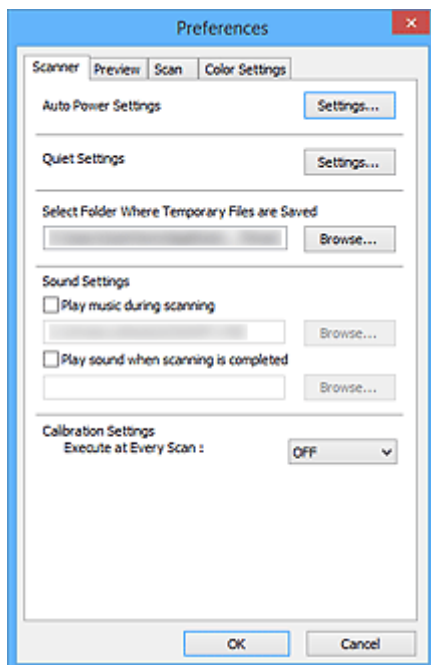 Preferences
Scanner Preview Scan Color Settings
Auto Power Settings Settings...
Quiet Settings Settings...
Select Folder Where Temporary Files are Saved
Browse...
Sound Settings
Play music during scanning
Browse...
Play sound when scanning is completed
Browse...
Calibration Settings
Execute at Every Scan : OFF
OK Cancel